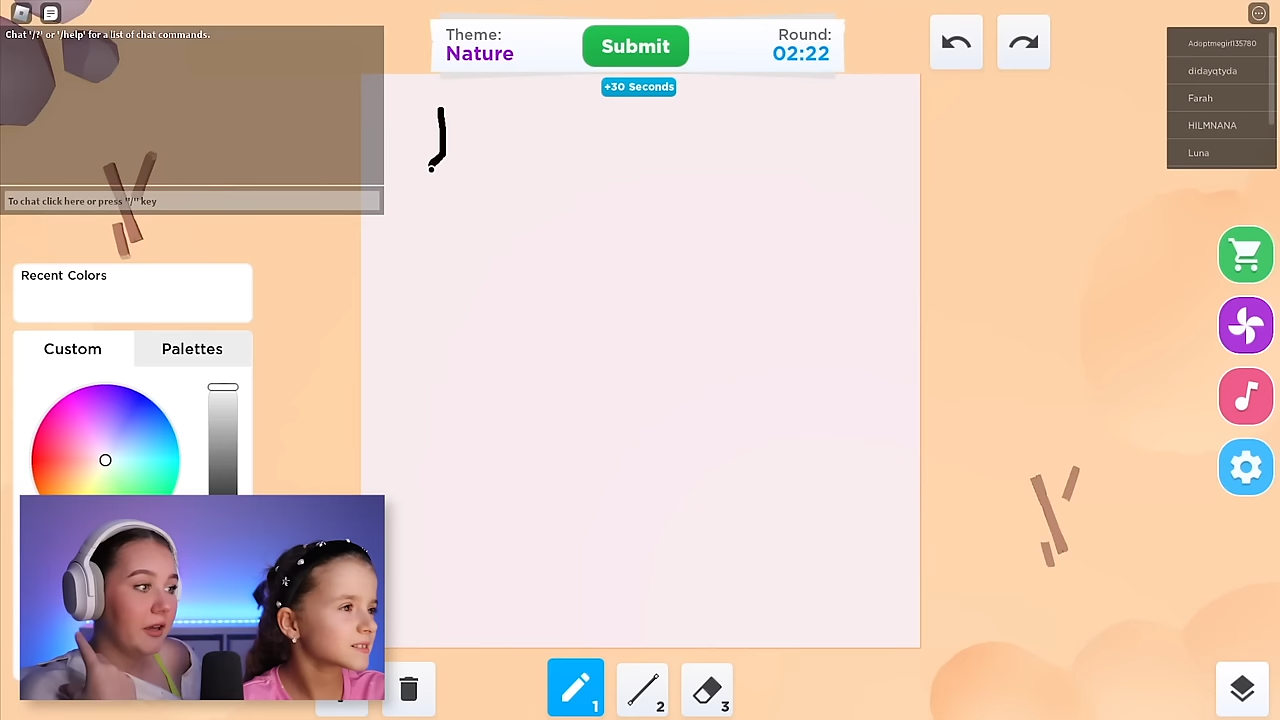 Chat '/?' or '/help' for a list of chat commands.
To chat click here or press "/" key
Theme:
Nature
Submit
Round:
02:22
+30 Seconds
Adoptmegirl135780
didayqtyda
Farah
HILMNANA
Luna
Recent Colors
Custom
Palettes
1
2
3